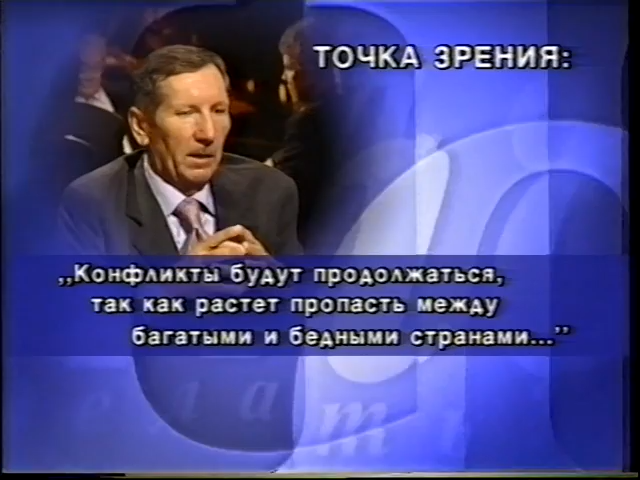 ТОЧКА ЗРЕНИЯ:
„Конфликты будут продолжаться,
так как растет пропасть между
багатыми и бедными странами...”